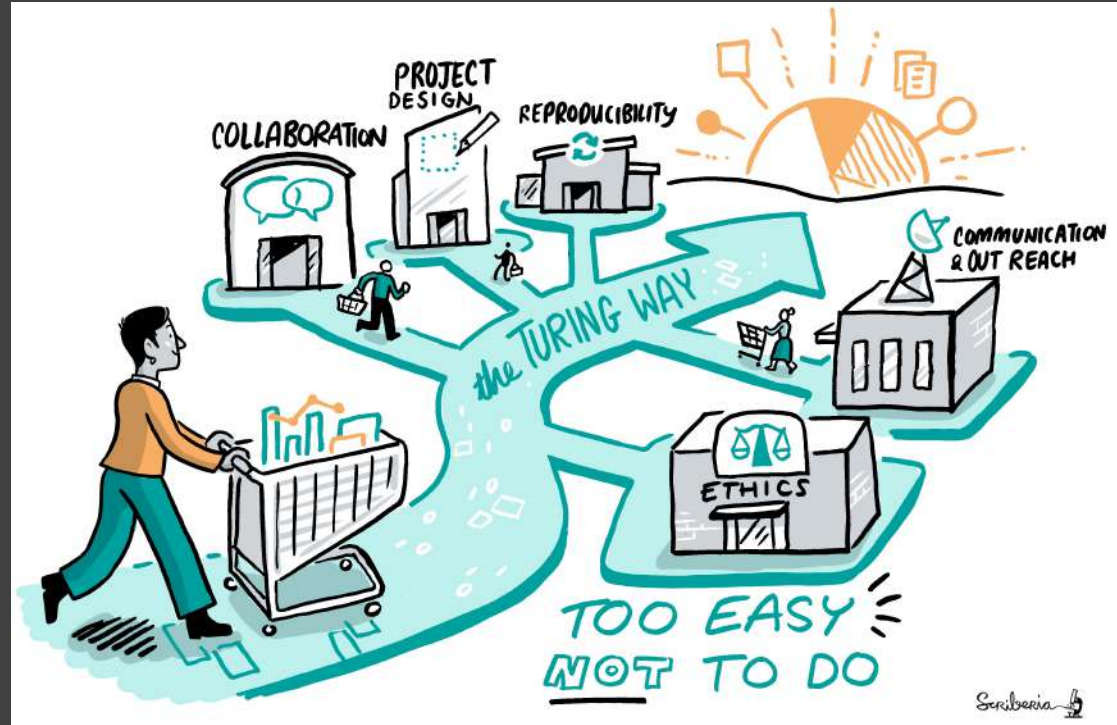 PROJECT
DESIGN
REPRODUCIBILITY
COLLABORATION
COMMUNICATION
& OUT REACH
the TURING WAY
ETHICS
TOO EASY
NOT TO DO
Scriberia